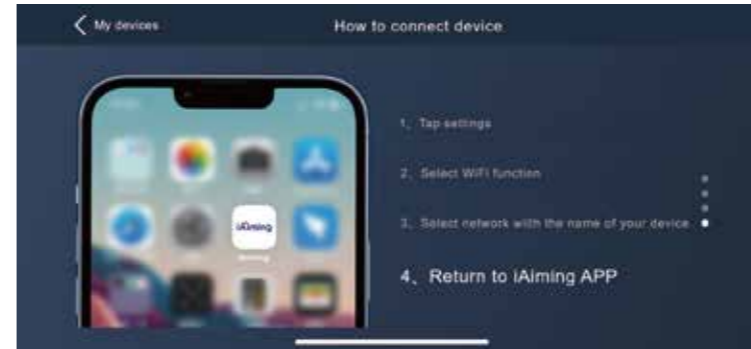 My devices
How to connect device
1、Tap settings
2、Select WiFi function
3、Select network with the name of your device
4、Return to iAiming APP
iAiming